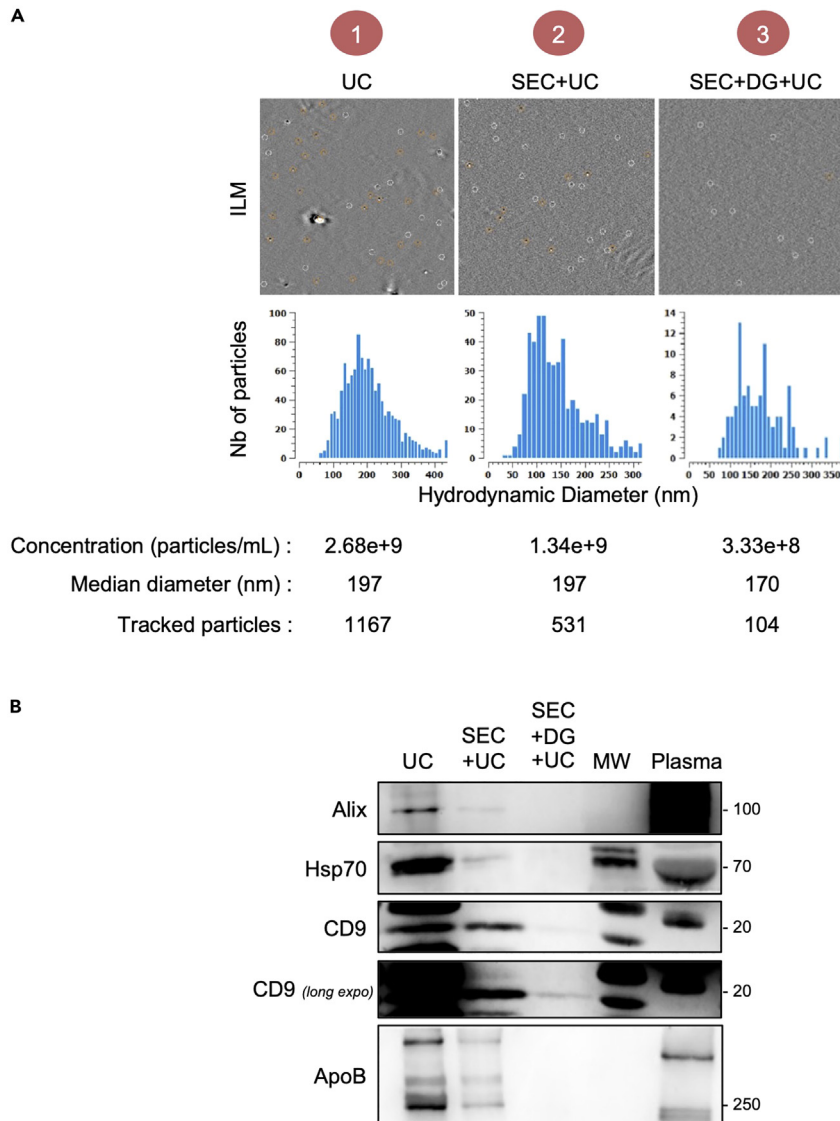 A
1 2 3
UC SEC+UC SEC+DG+UC
ILM
Nb of particles
100 80 60 40 20 0
50 40 30 20 10 0
14 12 10 8 6 4 2 0
0 100 200 300 400
0 50 100 150 200 250 300
0 50 100 150 200 250 300 350
Hydrodynamic Diameter (nm)
Concentration (particles/mL) : 2.68e+9 1.34e+9 3.33e+8
Median diameter (nm) : 197 197 170
Tracked particles : 1167 531 104
B
UC SEC +UC SEC +DG +UC MW Plasma
Alix - 100
Hsp70 - 70
CD9 - 20
CD9 (long expo) - 20
ApoB - 250